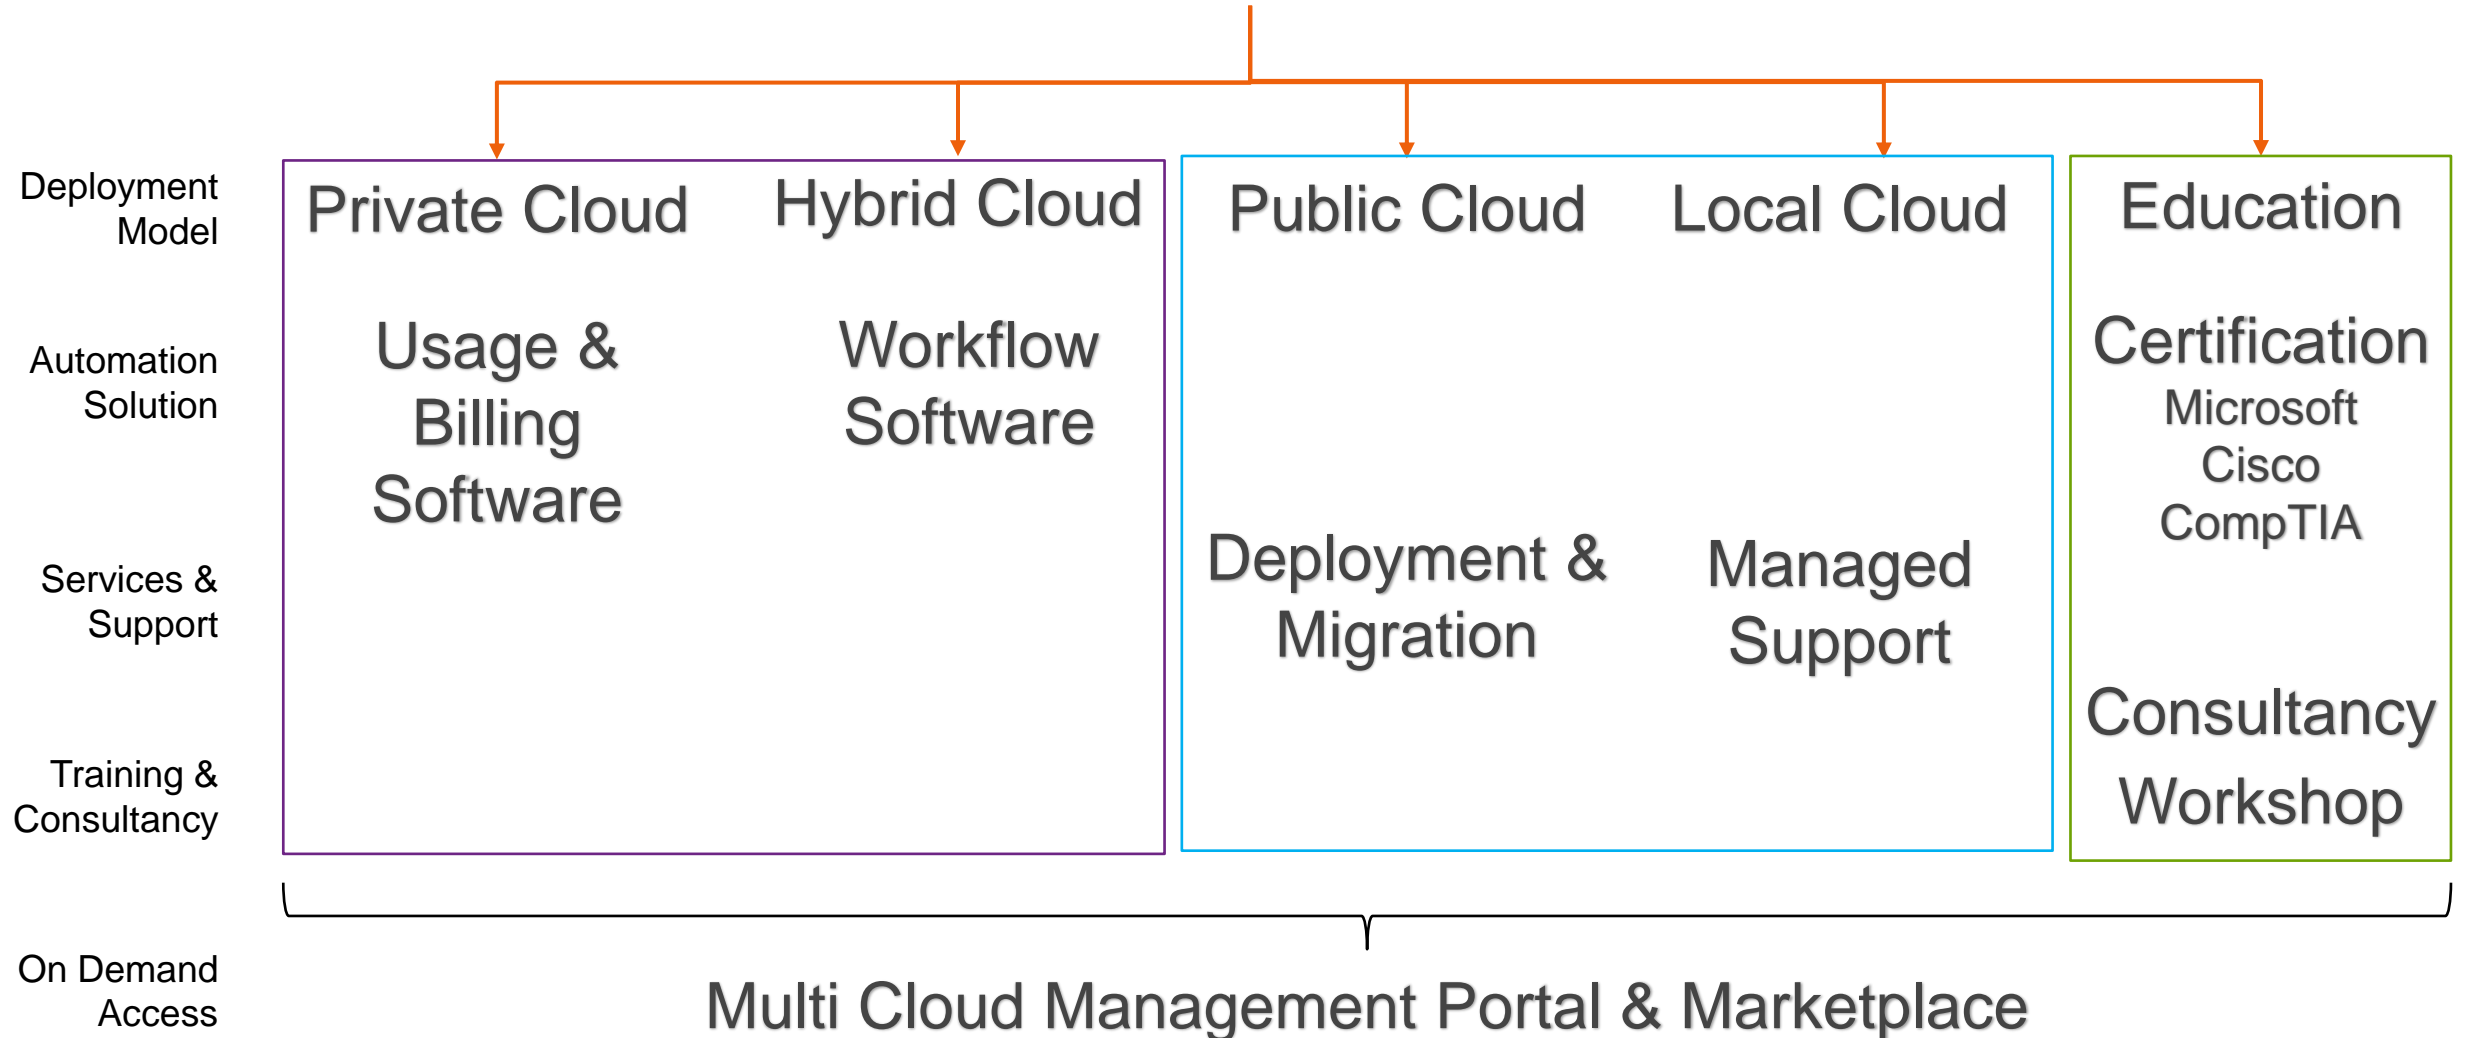 Deployment
Model
Private Cloud
Hybrid Cloud
Public Cloud
Local Cloud
Education
Automation
Solution
Usage &
Billing
Software
Workflow
Software
Certification
Microsoft
Cisco
CompTIA
Services &
Support
Deployment &
Migration
Managed
Support
Training &
Consultancy
Consultancy
Workshop
On Demand
Access
Multi Cloud Management Portal & Marketplace